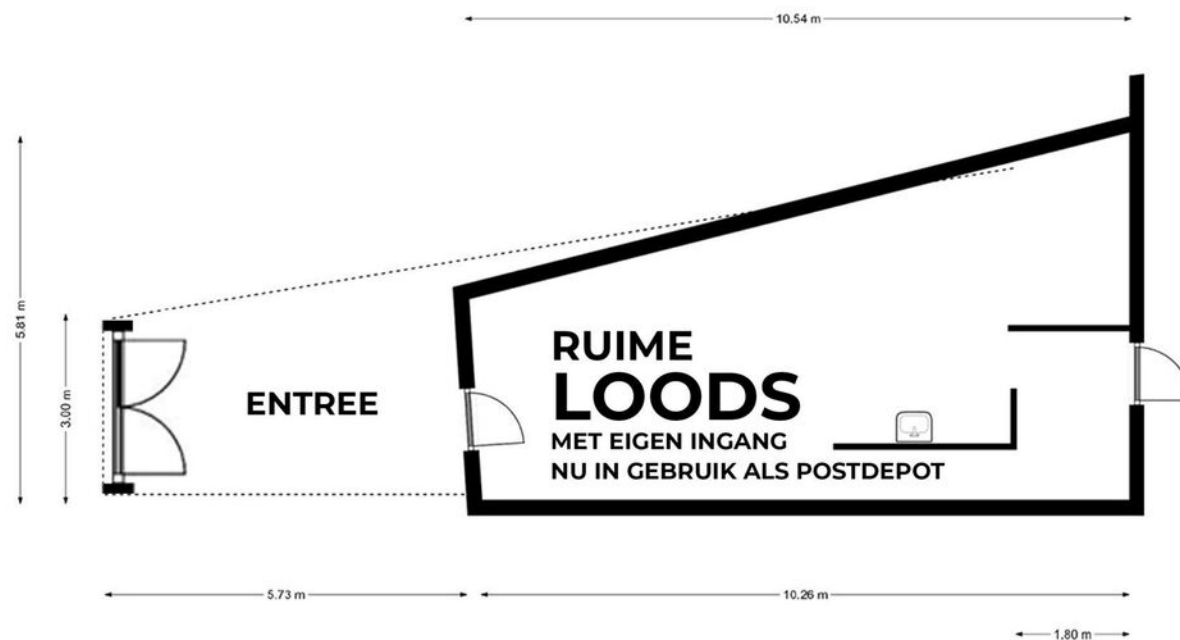 10.54 m
5.81 m
3.00 m
ENTREE
RUIME
LOODS
MET EIGEN INGANG
NU IN GEBRUIK ALS POSTDEPOT
5.73 m
10.26 m
1.80 m